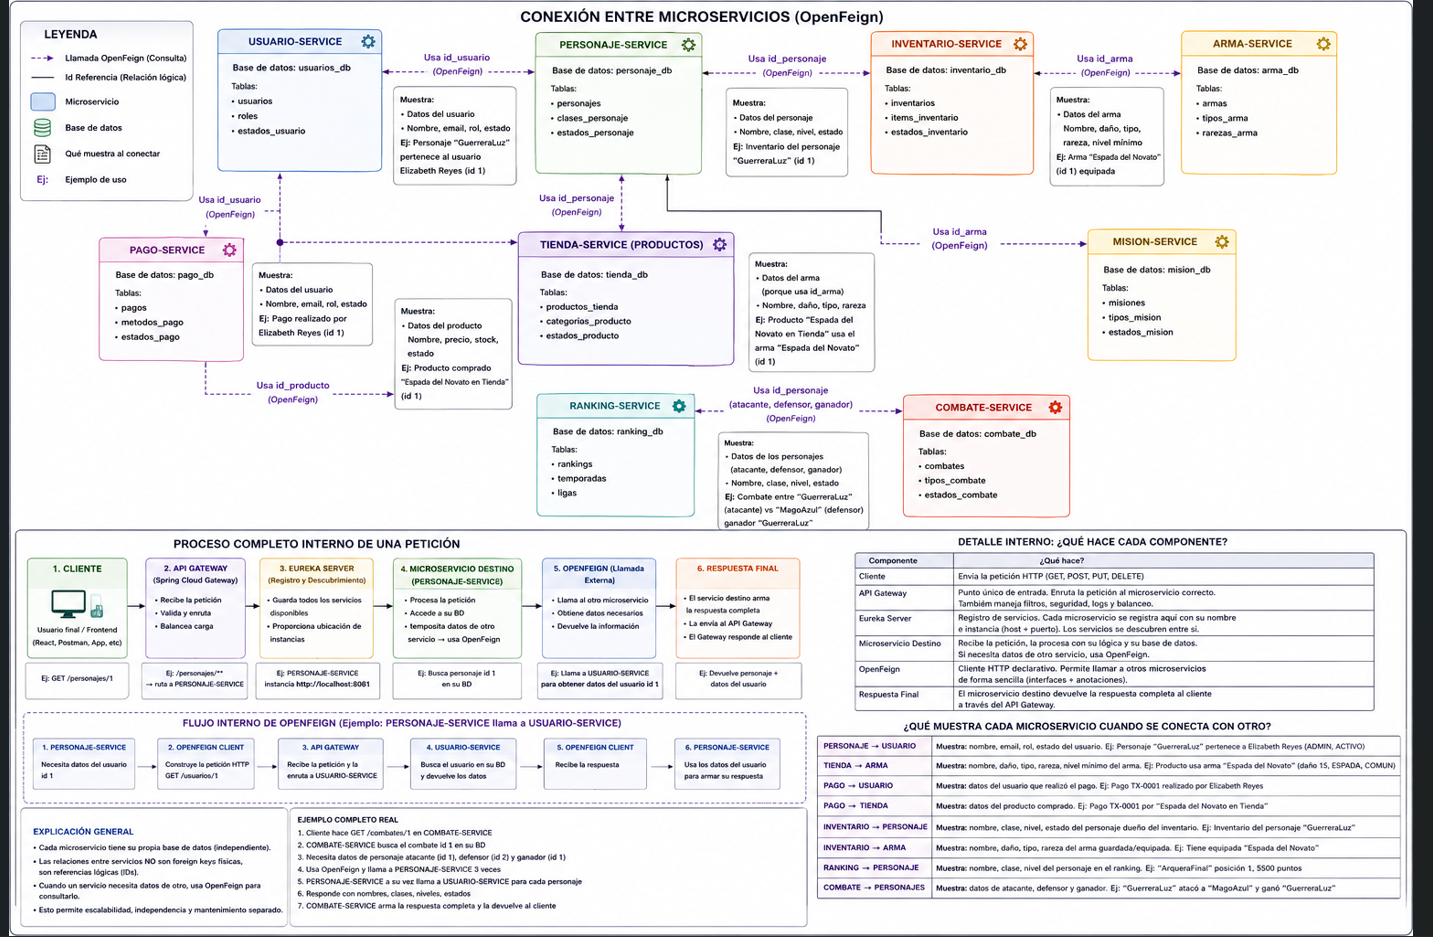 CONEXIÓN ENTRE MICROSERVICIOS (OpenFeign)
LEYENDA
Llamada OpenFeign (Consulta)
Id Referencia (Relación lógica)
Microservicio
Base de datos
Qué muestra al conectar
Ej:
Ejemplo de uso
USUARIO-SERVICE
Base de datos: usuarios_db
Tablas:
• usuarios
• roles
• estados_usuario
Usa id_usuario
(OpenFeign)
Muestra:
• Datos del usuario
• Nombre, email, rol, estado
Ej: Personaje “GuerreraLuz”
pertenece al usuario
Elizabeth Reyes (id 1)
PERSONAJE-SERVICE
Base de datos: personaje_db
Tablas:
• personajes
• clases_personaje
• estados_personaje
Usa id_personaje
(OpenFeign)
Muestra:
• Datos del personaje
• Nombre, clase, nivel, estado
Ej: Inventario del personaje
“GuerreraLuz” (id 1)
INVENTARIO-SERVICE
Base de datos: inventario_db
Tablas:
• inventarios
• items_inventario
• estados_inventario
Usa id_arma
(OpenFeign)
Muestra:
• Datos del arma
Nombre, daño, tipo,
rareza, nivel mínimo
Ej: Arma “Espada del Novato”
(id 1) equipada
ARMA-SERVICE
Base de datos: arma_db
Tablas:
• armas
• tipos_arma
• rarezas_arma
Usa id_usuario
(OpenFeign)
Usa id_personaje
(OpenFeign)
Usa id_arma
(OpenFeign)
PAGO-SERVICE
Base de datos: pago_db
Tablas:
• pagos
• metodos_pago
• estados_pago
Muestra:
• Datos del usuario
• Nombre, email, rol, estado
Ej: Pago realizado por
Elizabeth Reyes (id 1)
Usa id_producto
(OpenFeign)
Muestra:
• Datos del producto
Nombre, precio, stock,
estado
Ej: Producto comprado
“Espada del Novato en Tienda”
(id 1)
TIENDA-SERVICE (PRODUCTOS)
Base de datos: tienda_db
Tablas:
• productos_tienda
• categorias_producto
• estados_producto
Muestra:
• Datos del arma
(porque usa id_arma)
• Nombre, daño, tipo, rareza
Ej: Producto “Espada del
Novato en Tienda” usa el
arma “Espada del Novato”
(id 1)
MISION-SERVICE
Base de datos: mision_db
Tablas:
• misiones
• tipos_mision
• estados_mision
RANKING-SERVICE
Base de datos: ranking_db
Tablas:
• rankings
• temporadas
• ligas
Usa id_personaje
(atacante, defensor, ganador)
(OpenFeign)
Muestra:
• Datos de los personajes
(atacante, defensor, ganador)
• Nombre, clase, nivel, estado
Ej: Combate entre “GuerreraLuz”
(atacante) vs “MagoAzul” (defensor)
ganador “GuerreraLuz”
COMBATE-SERVICE
Base de datos: combate_db
Tablas:
• combates
• tipos_combate
• estados_combate
PROCESO COMPLETO INTERNO DE UNA PETICIÓN
1. CLIENTE
Usuario final / Frontend
(React, Postman, App, etc)
Ej: GET /personajes/1
2. API GATEWAY
(Spring Cloud Gateway)
• Recibe la petición
• Valida y enruta
• Balancea carga
Ej: /personajes/**
→ ruta a PERSONAJE-SERVICE
3. EUREKA SERVER
(Registro y Descubrimiento)
• Guarda todos los servicios
disponibles
• Proporciona ubicación de
instancias
Ej: PERSONAJE-SERVICE
instancia http://localhost:8081
4. MICROSERVICIO DESTINO
(PERSONAJE-SERVICE)
• Procesa la petición
• Accede a su BD
• temposita datos de otro
servicio → usa OpenFeign
Ej: Busca personaje id 1
en su BD
5. OPENFEIGN (Llamada
Externa)
• Llama al otro microservicio
• Obtiene datos necesarios
• Devuelve la información
Ej: Llama a USUARIO-SERVICE
para obtener datos del usuario id 1
6. RESPUESTA FINAL
• El servicio destino arma
la respuesta completa
• La envía al API Gateway
• El Gateway responde al cliente
Ej: Devuelve personaje +
datos del usuario
FLUJO INTERNO DE OPENFEIGN (Ejemplo: PERSONAJE-SERVICE llama a USUARIO-SERVICE)
1. PERSONAJE-SERVICE
Necesita datos del usuario
id 1
2. OPENFEIGN CLIENT
Construye la petición HTTP
GET /usuarios/1
3. API GATEWAY
Recibe la petición y la
enruta a USUARIO-SERVICE
4. USUARIO-SERVICE
Busca el usuario en su BD
y devuelve los datos
5. OPENFEIGN CLIENT
Recibe la respuesta
6. PERSONAJE-SERVICE
Usa los datos del usuario
para armar su respuesta
EXPLICACIÓN GENERAL
• Cada microservicio tiene su propia base de datos (independiente).
• Las relaciones entre servicios NO son foreign keys físicas,
son referencias lógicas (IDs).
• Cuando un servicio necesita datos de otro, usa OpenFeign para
consultarlo.
• Esto permite escalabilidad, independencia y mantenimiento separado.
EJEMPLO COMPLETO REAL
1. Cliente hace GET /combates/1 en COMBATE-SERVICE
2. COMBATE-SERVICE busca el combate id 1 en su BD
3. Necesita datos de personaje atacante (id 1), defensor (id 2) y ganador (id 1)
4. Usa OpenFeign y llama a PERSONAJE-SERVICE 3 veces
5. PERSONAJE-SERVICE a su vez llama a USUARIO-SERVICE para cada personaje
6. Responde con nombres, clases, niveles, estados
7. COMBATE-SERVICE arma la respuesta completa y la devuelve al cliente
DETALLE INTERNO: ¿QUÉ HACE CADA COMPONENTE?
Componente ¿Qué hace?
Cliente Envía la petición HTTP (GET, POST, PUT, DELETE)
API Gateway Punto único de entrada. Enruta la petición al microservicio correcto.
También maneja filtros, seguridad, logs y balanceo.
Eureka Server Registro de servicios. Cada microservicio se registra aquí con su nombre
e instancia (host + puerto). Los servicios se descubren entre sí.
Microservicio Destino Recibe la petición, la procesa con su lógica y su base de datos.
Si necesita datos de otro servicio, usa OpenFeign.
OpenFeign Cliente HTTP declarativo. Permite llamar a otros microservicios
de forma sencilla (interfaces + anotaciones).
Respuesta Final El microservicio destino devuelve la respuesta completa al cliente
a través del API Gateway.
¿QUÉ MUESTRA CADA MICROSERVICIO CUANDO SE CONECTA CON OTRO?
PERSONAJE → USUARIO Muestra: nombre, email, rol, estado del usuario. Ej: Personaje “GuerreraLuz” pertenece a Elizabeth Reyes (ADMIN, ACTIVO)
TIENDA → ARMA Muestra: nombre, daño, tipo, rareza, nivel mínimo del arma. Ej: Producto usa arma “Espada del Novato” (daño 15, ESPADA, COMUN)
PAGO → USUARIO Muestra: datos del usuario que realizó el pago. Ej: Pago TX-0001 realizado por Elizabeth Reyes
PAGO → TIENDA Muestra: datos del producto comprado. Ej: Pago TX-0001 por “Espada del Novato en Tienda”
INVENTARIO → PERSONAJE Muestra: nombre, clase, nivel, estado del personaje dueño del inventario. Ej: Inventario del personaje “GuerreraLuz”
INVENTARIO → ARMA Muestra: nombre, daño, tipo, rareza del arma guardada/equipada. Ej: Tiene equipada “Espada del Novato”
RANKING → PERSONAJE Muestra: nombre, clase, nivel del personaje en el ranking. Ej: “ArqueraFinal” posición 1, 5500 puntos
COMBATE → PERSONAJES Muestra: datos de atacante, defensor y ganador. Ej: “GuerreraLuz” atacó a “MagoAzul” y ganó “GuerreraLuz”